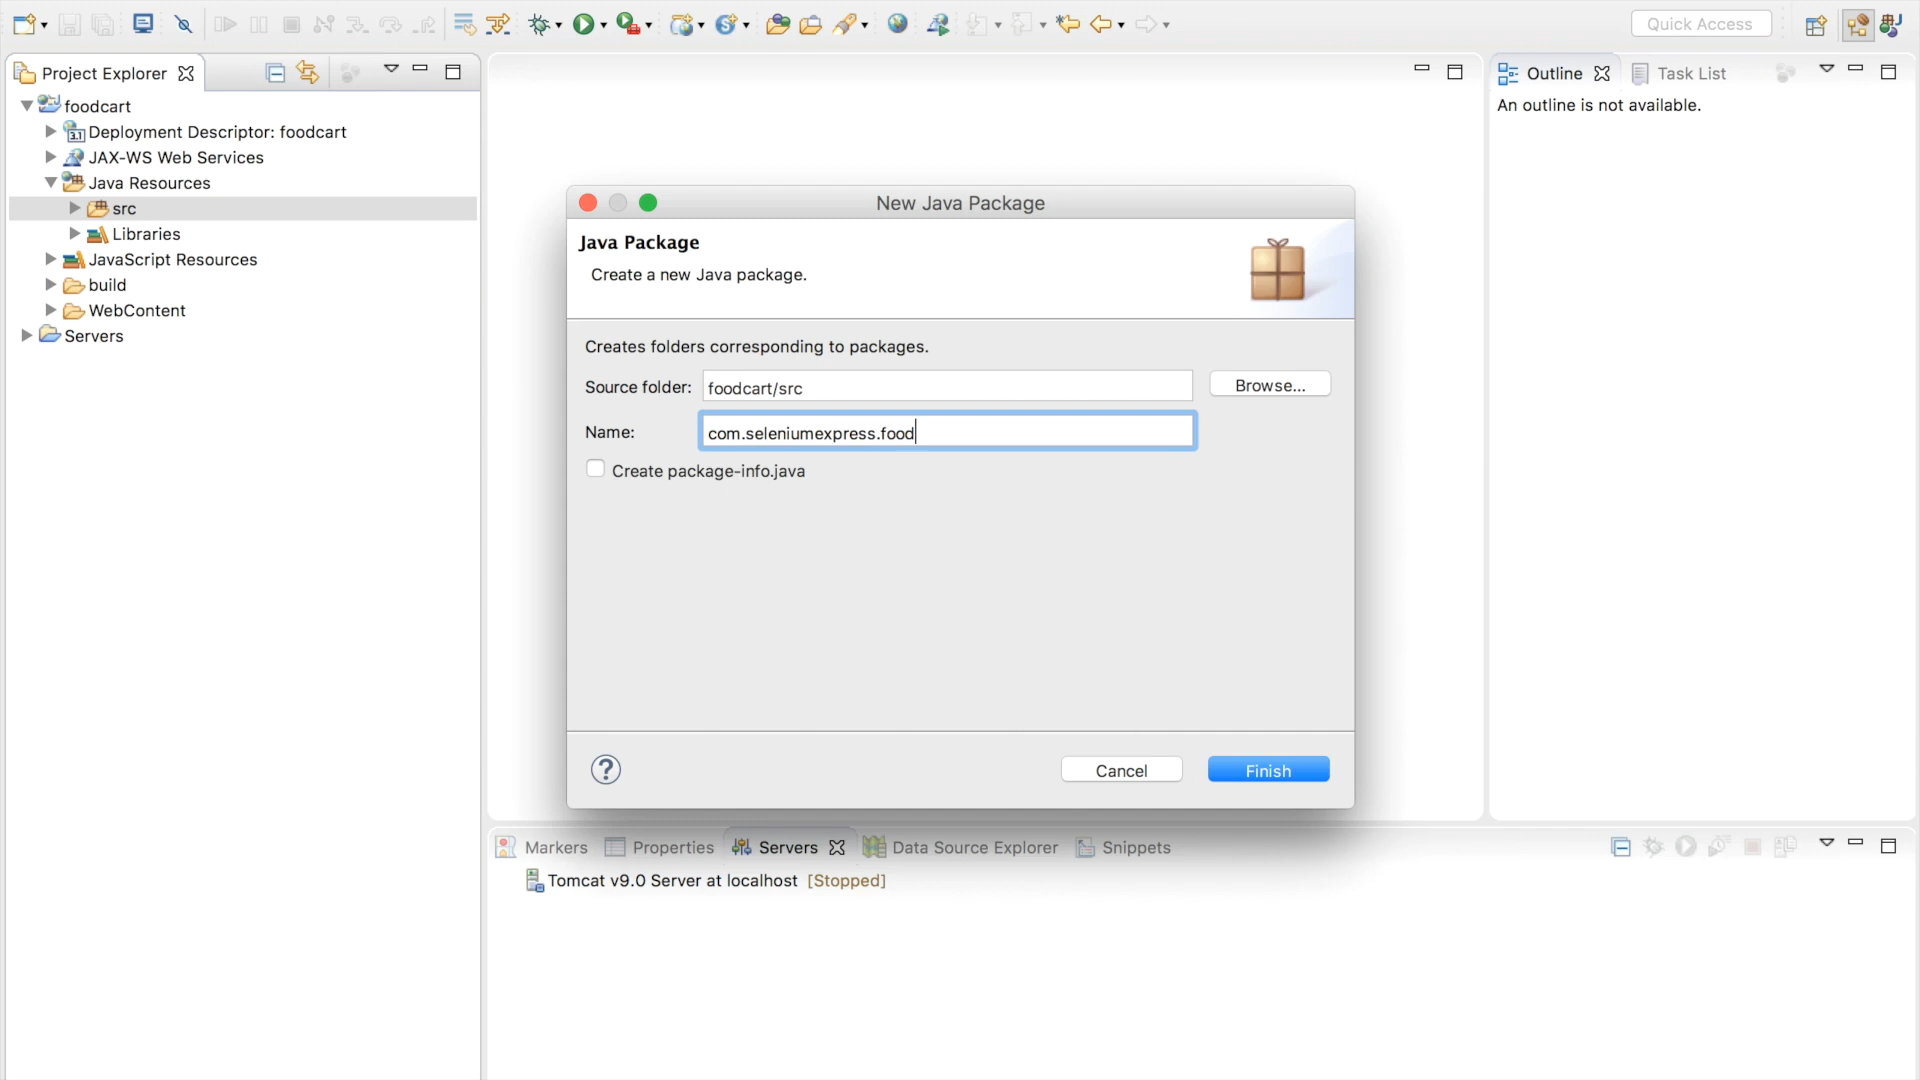 Quick Access
Project Explorer
foodcart
3.1 Deployment Descriptor: foodcart
JAX-WS Web Services
Java Resources
src
Libraries
JavaScript Resources
build
WebContent
Servers
Outline
Task List
An outline is not available.
New Java Package
Java Package
Create a new Java package.
Creates folders corresponding to packages.
Source folder: foodcart/src Browse...
Name: com.seleniumexpress.food
Create package-info.java
? Cancel Finish
Markers Properties Servers Data Source Explorer Snippets
Tomcat v9.0 Server at localhost [Stopped]